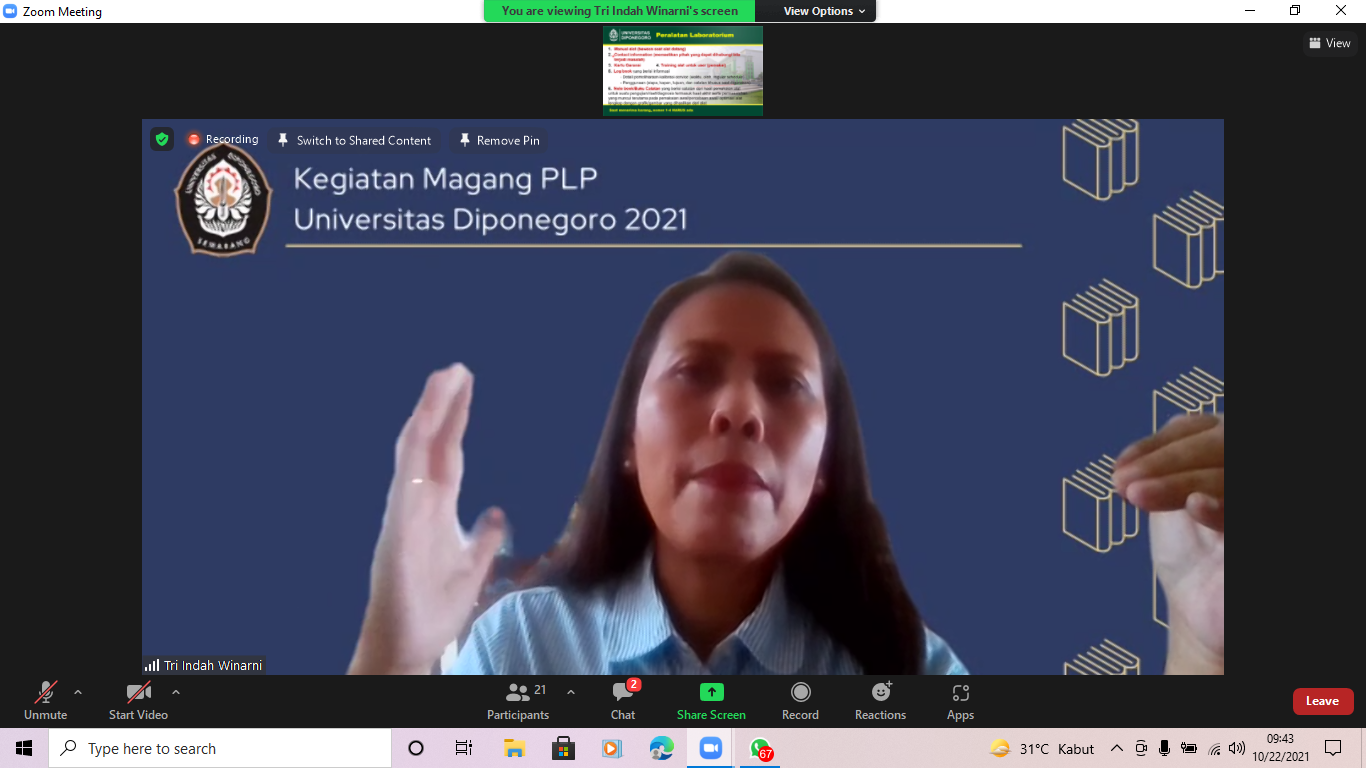 Zoom Meeting
You are viewing Tri Indah Winarni's screen
View Options
View
UNIVERSITAS
DIPONEGORO
Peralatan Laboratorium
Recording
Switch to Shared Content
Remove Pin
UNIVERSITAS DIPONEGORO
SEMARANG
Kegiatan Magang PLP
Universitas Diponegoro 2021
Tri Indah Winarni
Unmute
Start Video
Participants
21
Chat
2
Share Screen
Record
Reactions
Apps
Leave
Type here to search
67
31°C Kabut
09:43
10/22/2021